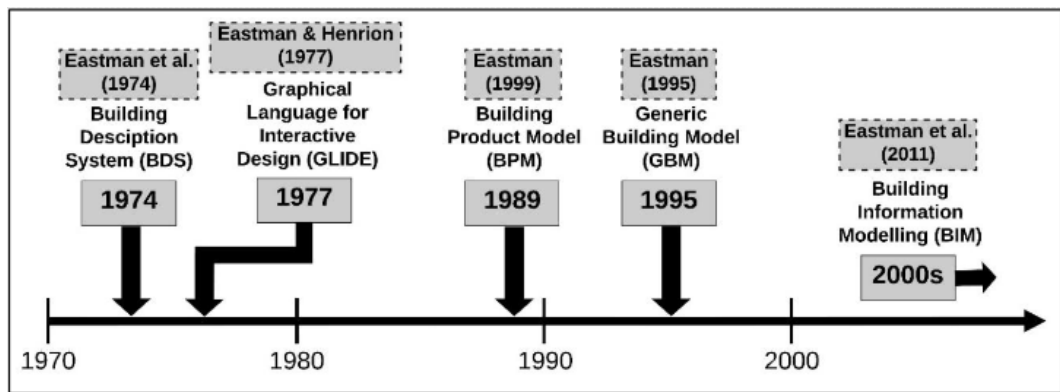 Eastman et al.
(1974)
Building
Desciption
System (BDS)
1974
Eastman & Henrion
(1977)
Graphical
Language for
Interactive
Design (GLIDE)
1977
Eastman
(1999)
Building
Product Model
(BPM)
1989
Eastman
(1995)
Generic
Building Model
(GBM)
1995
Eastman et al.
(2011)
Building
Information
Modelling (BIM)
2000s
1970
1980
1990
2000